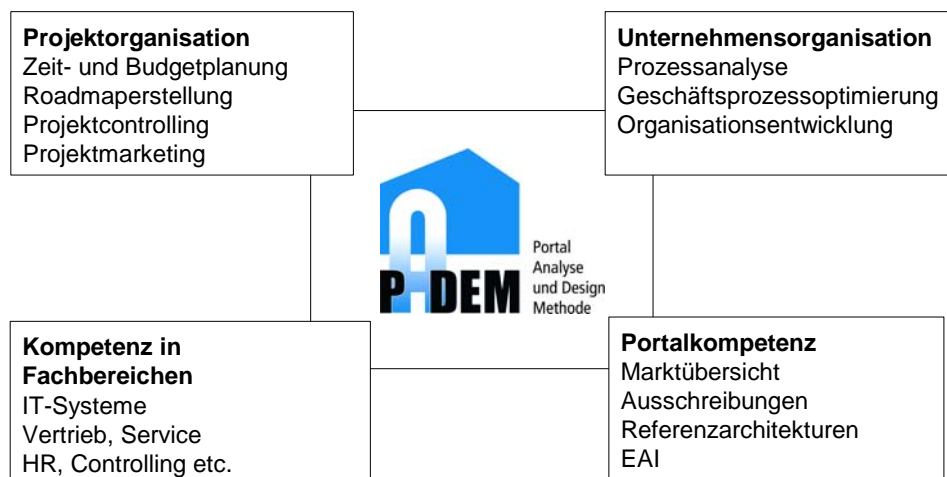 Projektorganisation
Zeit- und Budgetplanung
Roadmaperstellung
Projektcontrolling
Projektmarketing
Unternehmensorganisation
Prozessanalyse
Geschäftsprozessoptimierung
Organisationsentwicklung
PADEM
Portal
Analyse
und Design
Methode
Kompetenz in
Fachbereichen
IT-Systeme
Vertrieb, Service
HR, Controlling etc.
Portalkompetenz
Marktübersicht
Ausschreibungen
Referenzarchitekturen
EAI